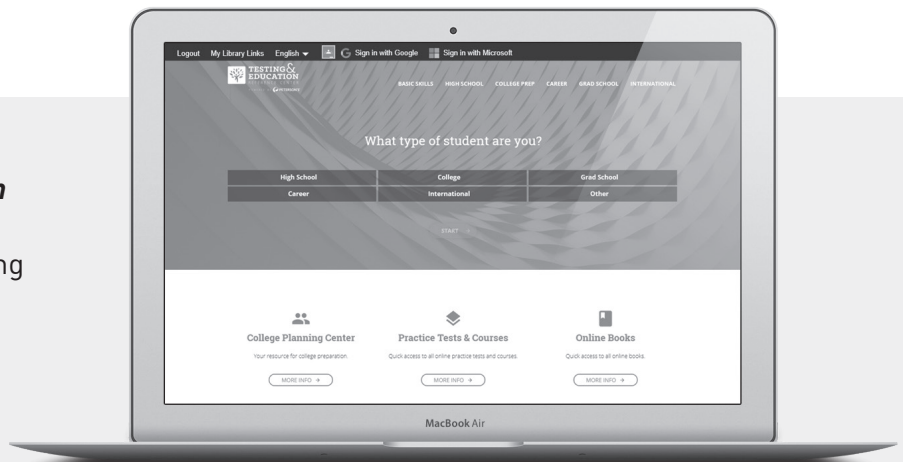 n
ng
Logout My Library Links English Sign in with Google Sign in with Microsoft
TESTING &
EDUCATION
BASIC SKILLS HIGH SCHOOL COLLEGE PREP CAREER GRAD SCHOOL INTERNATIONAL
What type of student are you?
High School College Grad School
Career International Other
START
College Planning Center Practice Tests & Courses Online Books
Your resource for college preparation. Quick access to all online practice tests and courses. Quick access to all online books.
MORE INFO → MORE INFO → MORE INFO →
MacBook Air